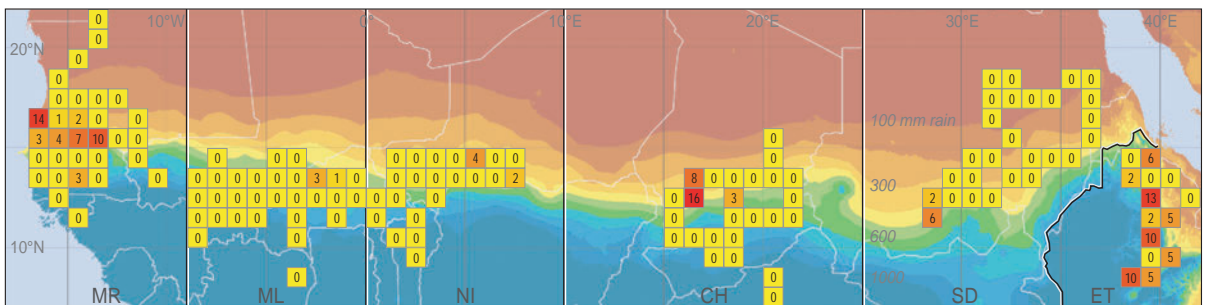 10°W 0° 10°E 20°E 30°E 40°E
0
0
20°N
0
0 0 0 0 0
0 0 0 0 0 0 0 0 0
14 1 2 0 0 100 mm rain 0 0
3 4 7 10 0 0 0 0 0
0 0 0 0 0 0 0 0 0 0 0 0 4 0 0 0 0 0 0 0 0 0 6
0 0 3 0 0 0 0 0 0 0 0 3 1 0 0 0 0 0 0 0 2 8 0 0 0 0 0 0 0 0 0 2 0 0
300
0 0 0 0 0 0 0 0 0 0 0 0 0 0 16 3 0 2 0 0 0 13 0
0 0 0 0 0 0 0 0 0 0 0 0 0 0 6 2 5
10°N 0 0 0 0 0 0 0 0 600 10
0 0 0 0 5
0 0 1000 10 5
MR ML NI CH 0 SD ET